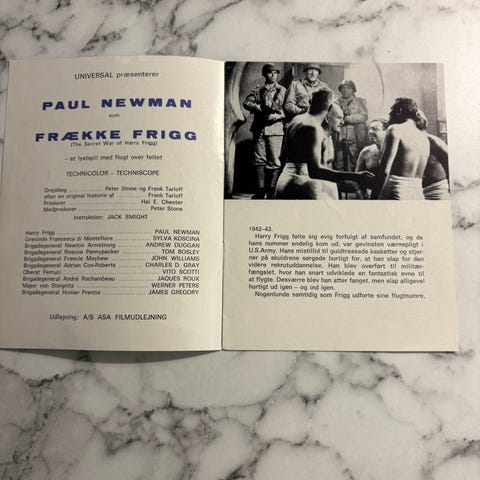 UNIVERSAL præsenterer
PAUL NEWMAN
som
FRÆKKE FRIGG
(The Secret War of Harry Frigg)
– et lystspil med flugt over feltet
TECHNICOLOR – TECHNISCOPE
Drejebog ........ Peter Stone og Frank Tarloff
efter en original historie af ........ Frank Tarloff
Producer ........ Hal E. Chester
Medproducer ........ Peter Stone
Instruktion: JACK SMIGHT
Harry Frigg ........ PAUL NEWMAN
Grevinde Francesca di Montefiore ........ SYLVA KOSCINA
Brigadegeneral Newton Armstrong ........ ANDREW DUGGAN
Brigadegeneral Roscoe Pennypacker ........ TOM BOSLEY
Brigadegeneral Francis Mayhew ........ JOHN WILLIAMS
Brigadegeneral Adrian Cox-Roberts ........ CHARLES D. GRAY
Oberst Ferrucci ........ VITO SCOTTI
Brigadegeneral André Rochambeau ........ JAQUES ROUX
Major von Steignitz ........ WERNER PETERS
Brigadegeneral Homer Prentiss ........ JAMES GREGORY
Udlejning: A/S ASA FILMUDLEJNING
1942-43.
Harry Frigg følte sig evig forfulgt af samfundet, og da
hans nummer endelig kom ud, var gevinsten værnepligt i
U.S.Army. Hans mistillid til guldtressede kasketter og stjer-
ner på skuldrene sørgede hurtigt for, at han slap for den
videre rekrutuddannelse. Han blev overført til militær-
fængslet, hvor han snart udviklede en fantastisk evne til
at flygte. Desværre blev han atter fanget, men slap alligevel
hurtigt ud igen – og ind igen.
Nogenlunde samtidig som Frigg udførte sine flugtnumre,